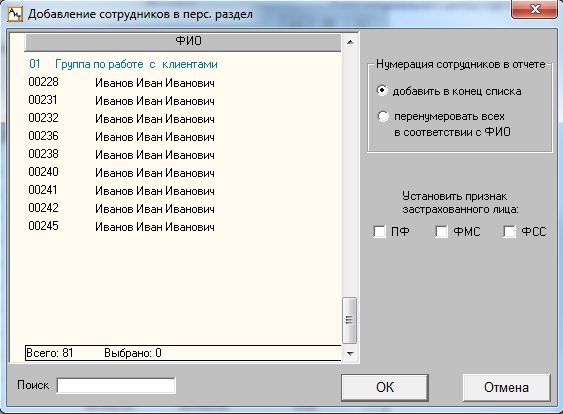 Добавление сотрудников в перс. раздел
ФИО
01 Группа по работе с клиентами
00228 Иванов Иван Иванович
00231 Иванов Иван Иванович
00232 Иванов Иван Иванович
00236 Иванов Иван Иванович
00238 Иванов Иван Иванович
00240 Иванов Иван Иванович
00241 Иванов Иван Иванович
00242 Иванов Иван Иванович
00245 Иванов Иван Иванович
Всего: 81 Выбрано: 0
Нумерация сотрудников в отчете
добавить в конец списка
перенумеровать всех
в соответствии с ФИО
Установить признак
застрахованного лица:
ПФ ФМС ФСС
Поиск
ОК
Отмена